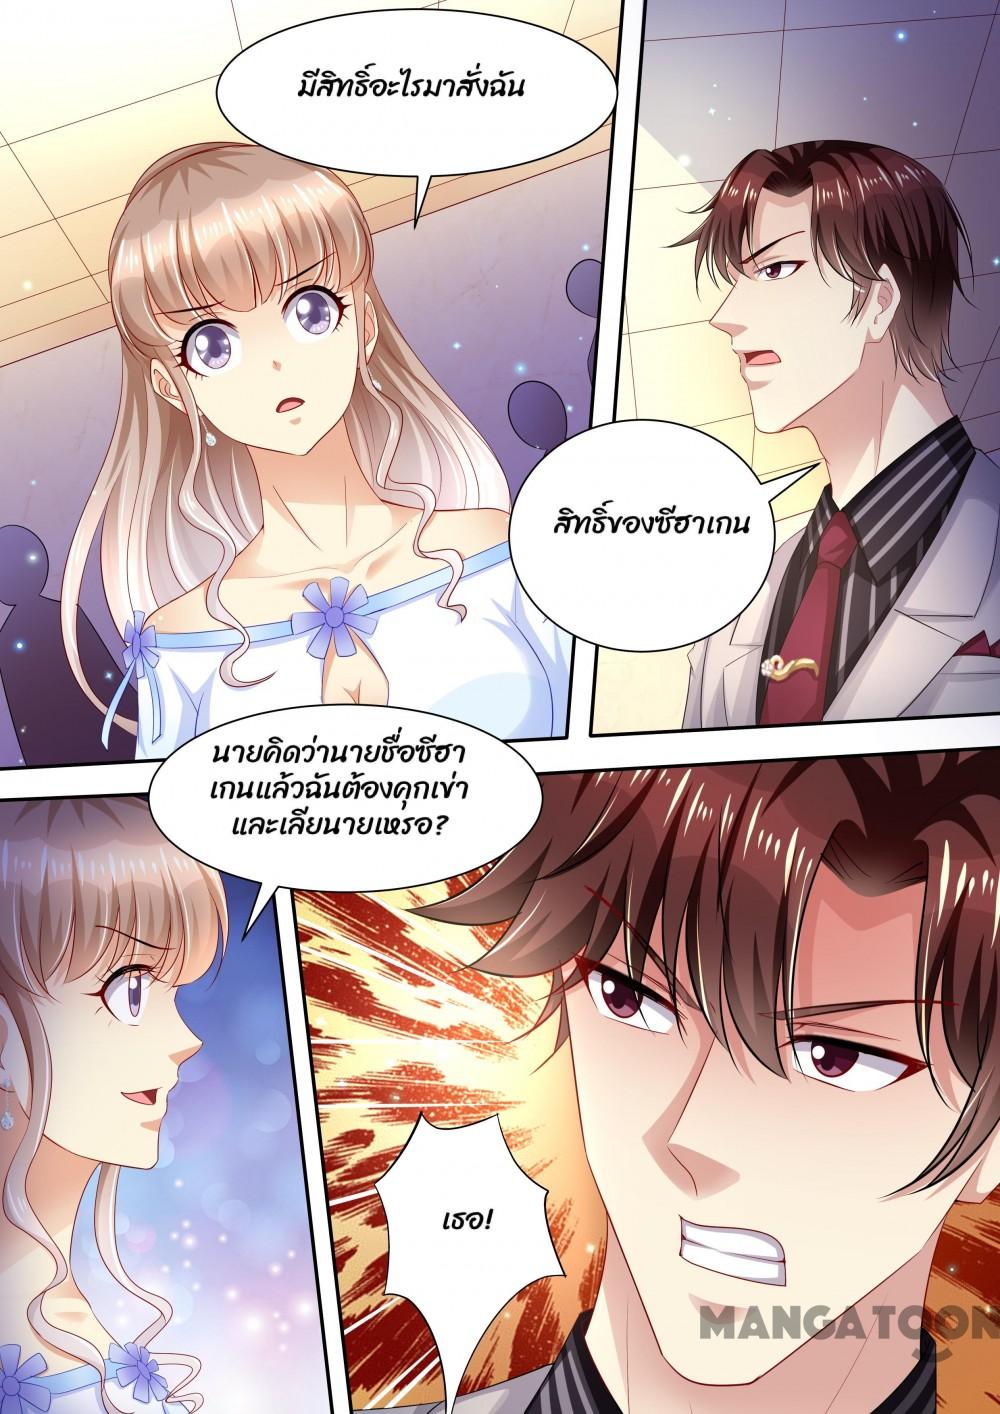 มีสิทธิ์อะไรมาสั่งฉัน
สิทธิ์ของซีฮาเกน
นายคิดว่านายชื่อซีฮา
เกนแล้วฉันต้องคุกเข่า
และเลียนายเหรอ?
เธอ!
MANGATOON